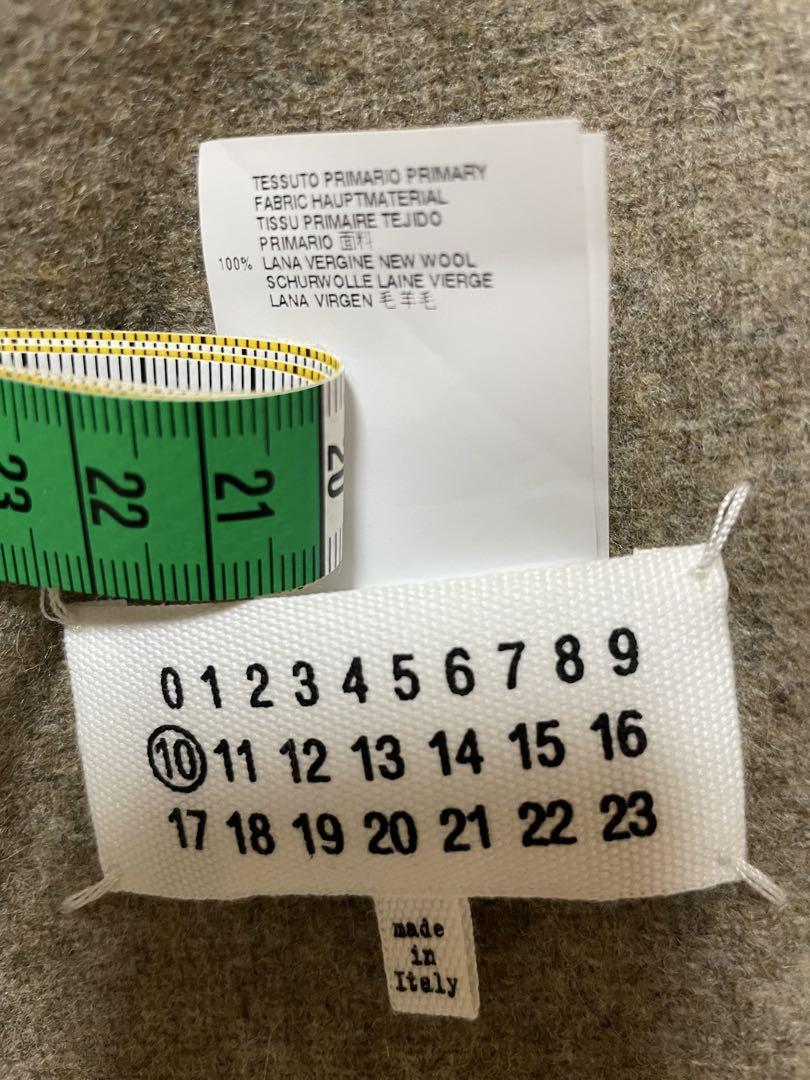 TESSUTO PRIMARIO PRIMARY
FABRIC HAUPTMATERIAL
TISSU PRIMAIRE TEJIDO
PRIMARIO 面料
100% LANA VERGINE NEW WOOL
SCHURWOLLE LAINE VIERGE
LANA VIRGEN 毛羊毛
23 22 21 20
0 1 2 3 4 5 6 7 8 9
10 11 12 13 14 15 16
17 18 19 20 21 22 23
made
in
Italy